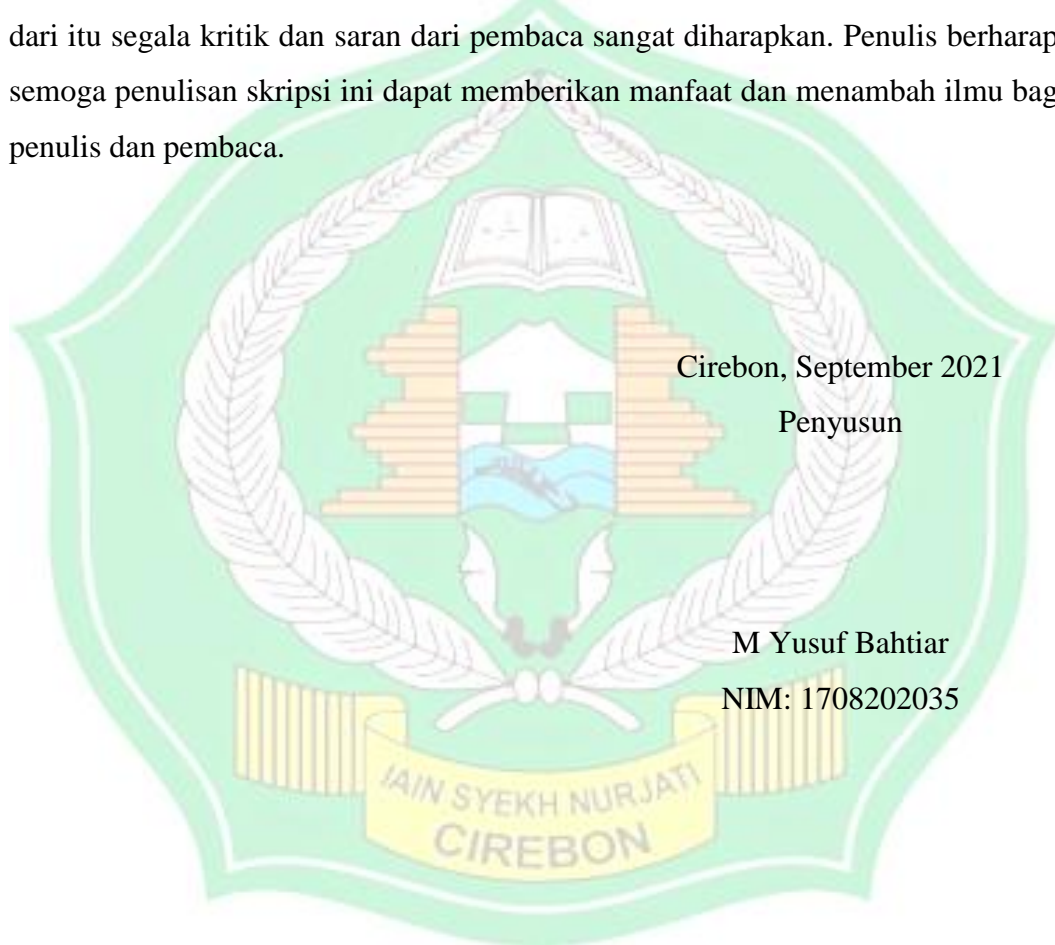 dari itu segala kritik dan saran dari pembaca sangat diharapkan. Penulis berharap
semoga penulisan skripsi ini dapat memberikan manfaat dan menambah ilmu bag
penulis dan pembaca.
Cirebon, September 2021
Penyusun
M Yusuf Bahtiar
NIM: 1708202035
IAIN SYEKH NURJATI
CIREBON